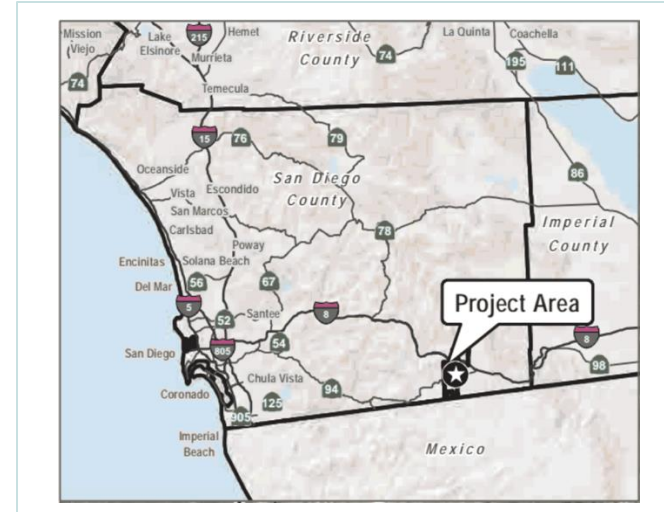 Mission
Viejo
Lake
Elsinore
215
Hemet
Murrieta
Riverside
County
74
La Quinta
Coachella
195
111
74
Temecula
15
76
79
86
Oceanside
San Diego
County
Vista
Escondido
San Marcos
Carlsbad
78
Imperial
County
Poway
Encinitas
Solana Beach
Del Mar
56
67
5
52
Santee
8
Project Area
8
San Diego
805
54
98
Coronado
Chula Vista
94
905
125
Imperial
Beach
Mexico